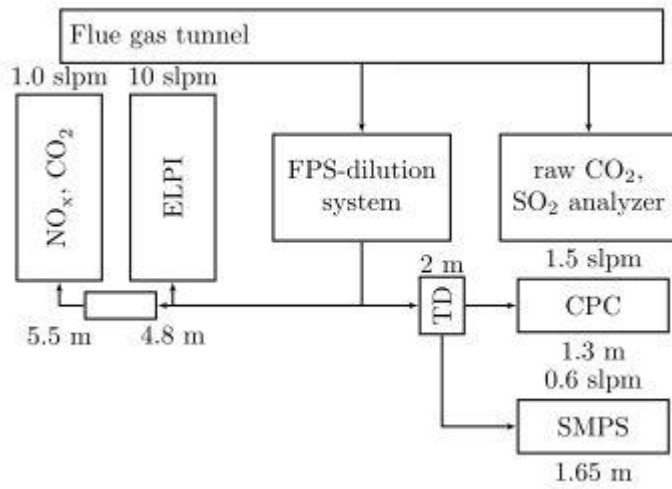 Flue gas tunnel
1.0 slpm
10 slpm
NOₓ, CO₂
ELPI
FPS-dilution
system
raw CO₂,
SO₂ analyzer
2 m
1.5 slpm
TD
CPC
5.5 m
4.8 m
1.3 m
0.6 slpm
SMPS
1.65 m